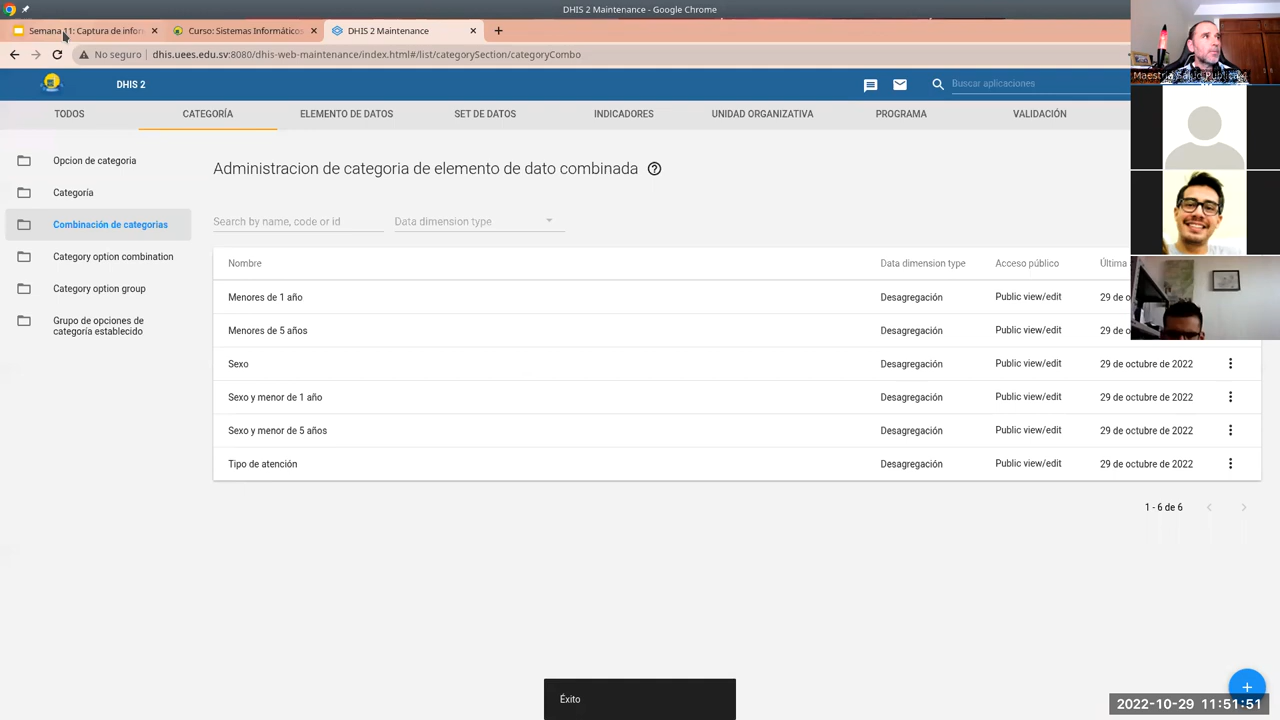 DHIS 2 Maintenance - Google Chrome
Semana 11: Captura de infor
Curso: Sistemas Informáticos
DHIS 2 Maintenance
No seguro
dhis.uees.edu.sv:8080/dhis-web-maintenance/index.html#/list/categorySection/categoryCombo
DHIS 2
Buscar aplicaciones
Maestría Salud Pública
TODOS
CATEGORÍA
ELEMENTO DE DATOS
SET DE DATOS
INDICADORES
UNIDAD ORGANIZATIVA
PROGRAMA
VALIDACIÓN
Opcion de categoria
Categoría
Combinación de categorias
Category option combination
Category option group
Grupo de opciones de
categoría establecido
Administracion de categoria de elemento de dato combinada
Search by name, code or id
Data dimension type
Nombre Data dimension type Acceso público Última
Menores de 1 año Desagregación Public view/edit 29 de o
Menores de 5 años Desagregación Public view/edit 29 de o
Sexo Desagregación Public view/edit 29 de octubre de 2022
Sexo y menor de 1 año Desagregación Public view/edit 29 de octubre de 2022
Sexo y menor de 5 años Desagregación Public view/edit 29 de octubre de 2022
Tipo de atención Desagregación Public view/edit 29 de octubre de 2022
1 - 6 de 6
Éxito
2022-10-29 11:51:51